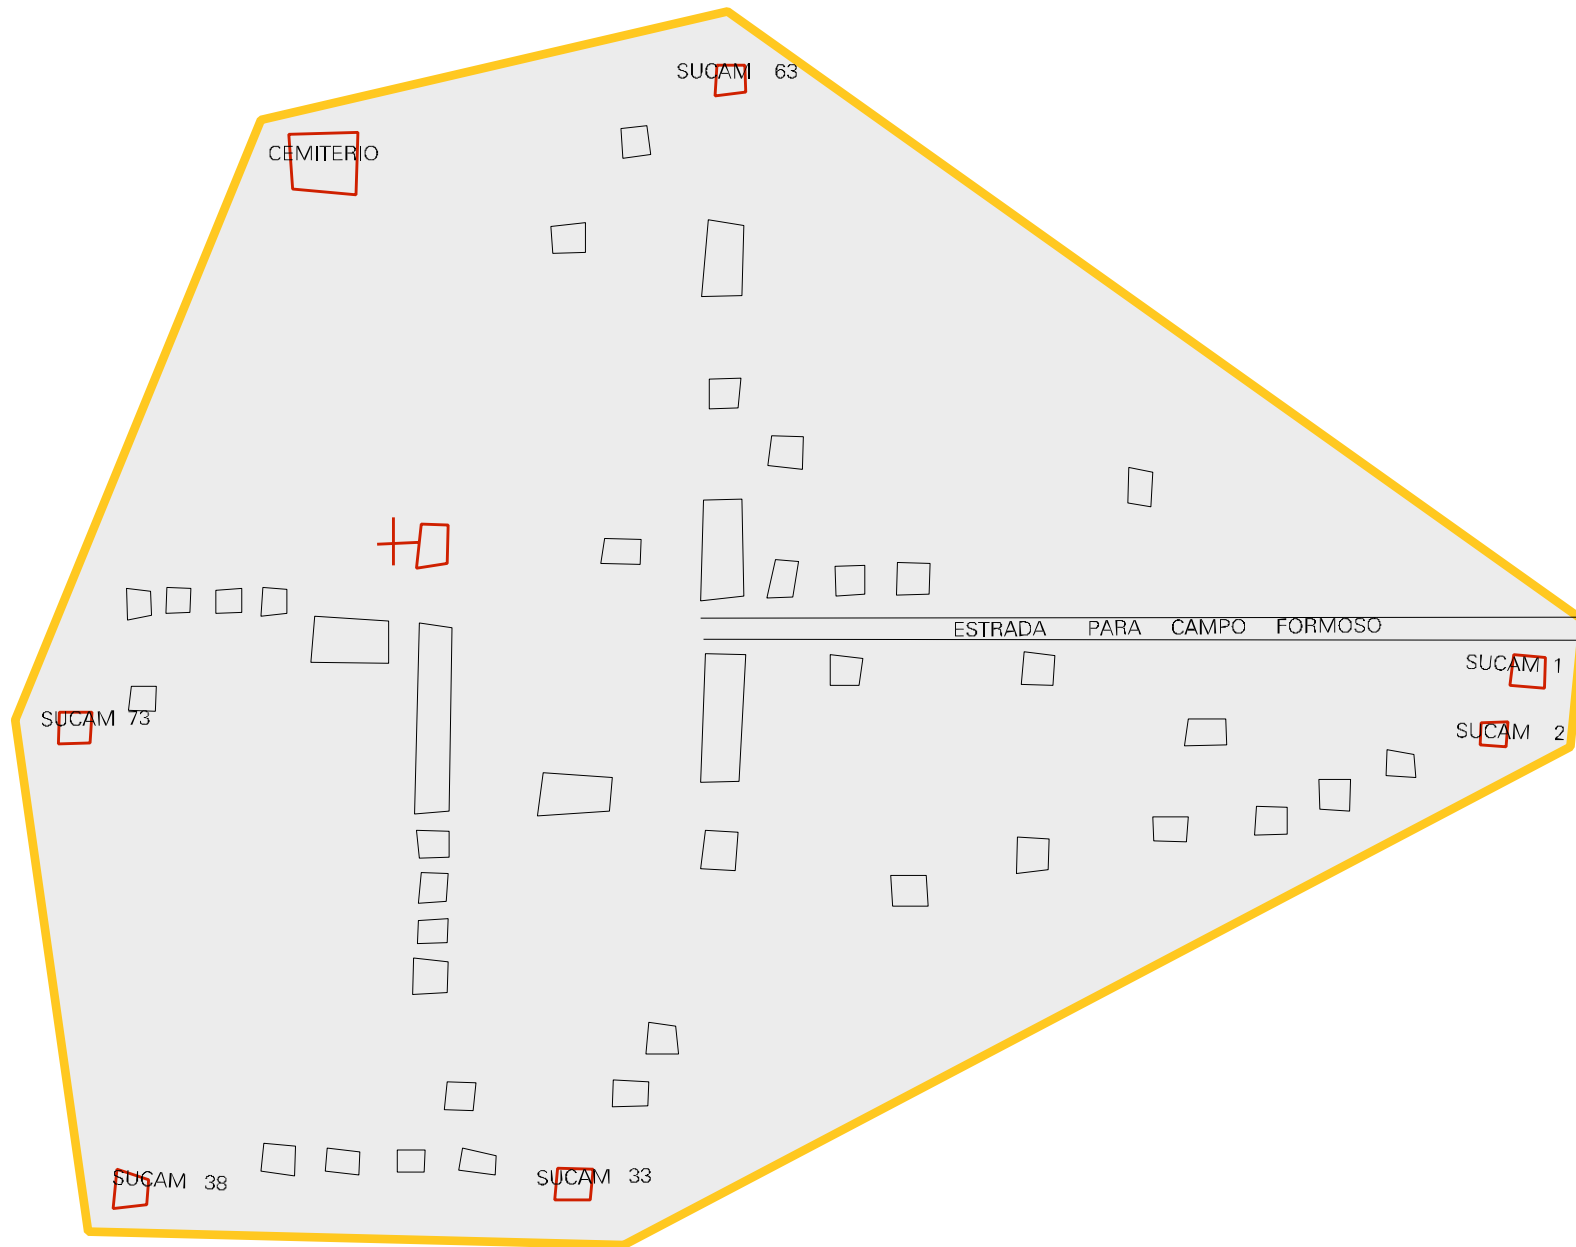 SUCAM 63
CEMITERIO
ESTRADA PARA CAMPO FORMOSO
SUCAM 1
SUCAM 73
SUCAM 2
SUCAM 38
SUCAM 33